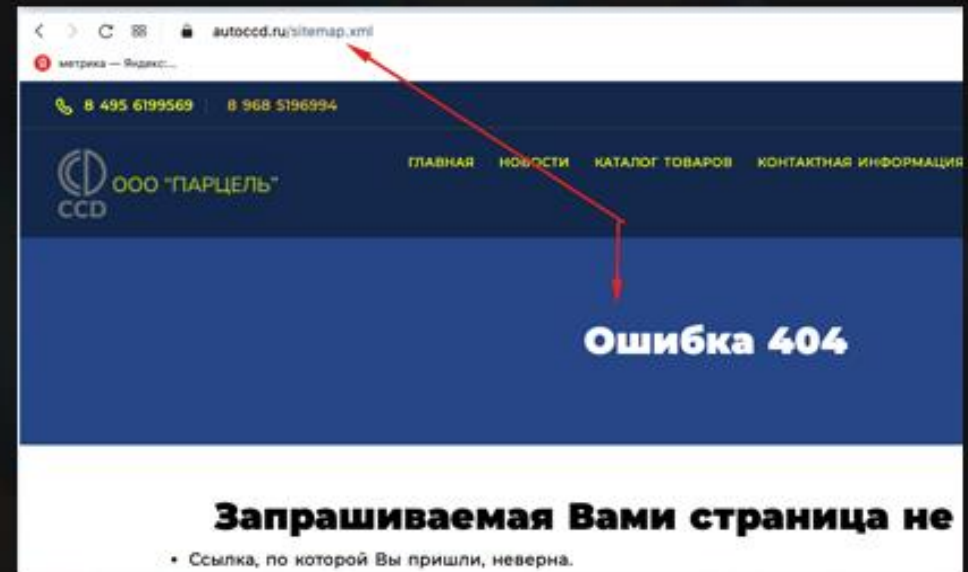 autoccd.ru/sitemap.xml
метрика — Яндекс:...
8 495 6199569 8 968 5196994
ГЛАВНАЯ НОВОСТИ КАТАЛОГ ТОВАРОВ КОНТАКТНАЯ ИНФОРМАЦИЯ
CCD ООО "ПАРЦЕЛЬ"
Ошибка 404
Запрашиваемая Вами страница не
• Ссылка, по которой Вы пришли, неверна.